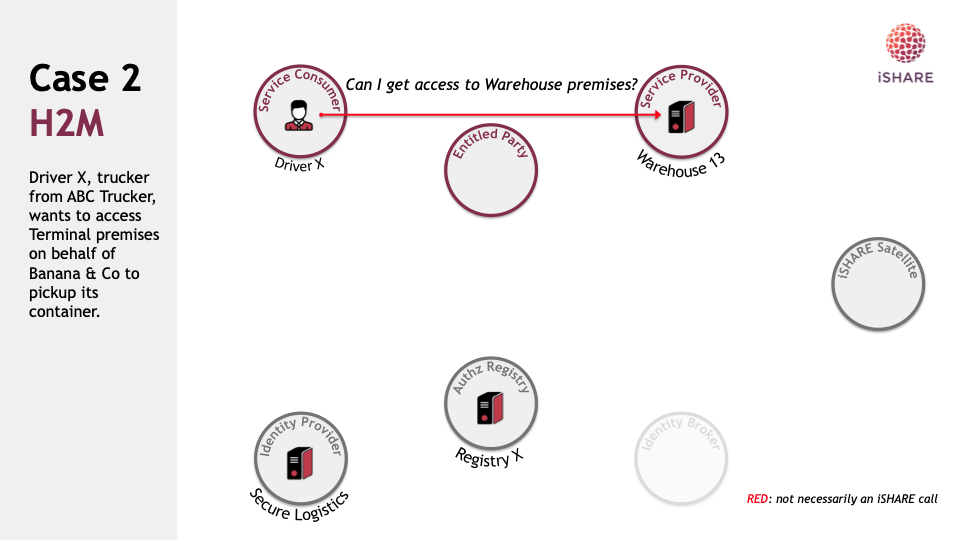 Case 2
H2M
Driver X, trucker
from ABC Trucker,
wants to access
Terminal premises
on behalf of
Banana & Co to
pickup its
container.
Service Consumer
Driver X
Can I get access to Warehouse premises?
Service Provider
Warehouse 13
iSHARE
Entitled Party
iSHARE Satellite
Authz Registry
Registry X
Identity Provider
Secure Logistics
Identity Broker
RED: not necessarily an iSHARE call